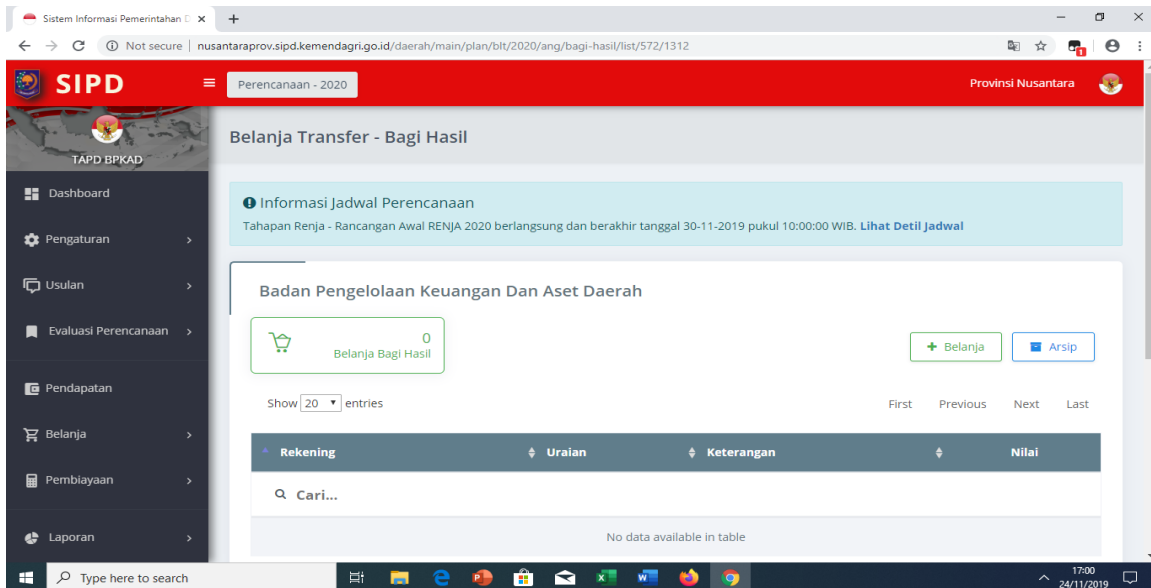 Sistem Informasi Pemerintahan D
Not secure | nusantaraprov.sipd.kemendagri.go.id/daerah/main/plan/blt/2020/ang/bagi-hasil/list/572/1312
1
SIPD
Perencanaan - 2020
Provinsi Nusantara
TAPD BPKAD
Belanja Transfer - Bagi Hasil
Dashboard
Informasi Jadwal Perencanaan
Tahapan Renja - Rancangan Awal RENJA 2020 berlangsung dan berakhir tanggal 30-11-2019 pukul 10:00:00 WIB. Lihat Detil Jadwal
Pengaturan
Usulan
Badan Pengelolaan Keuangan Dan Aset Daerah
Evaluasi Perencanaan
0
Belanja Bagi Hasil
+ Belanja
Arsip
Pendapatan
Show 20 entries
First Previous Next Last
Belanja
Rekening Uraian Keterangan Nilai
Pembiayaan
Cari...
Laporan
No data available in table
Type here to search
17:00
24/11/2019